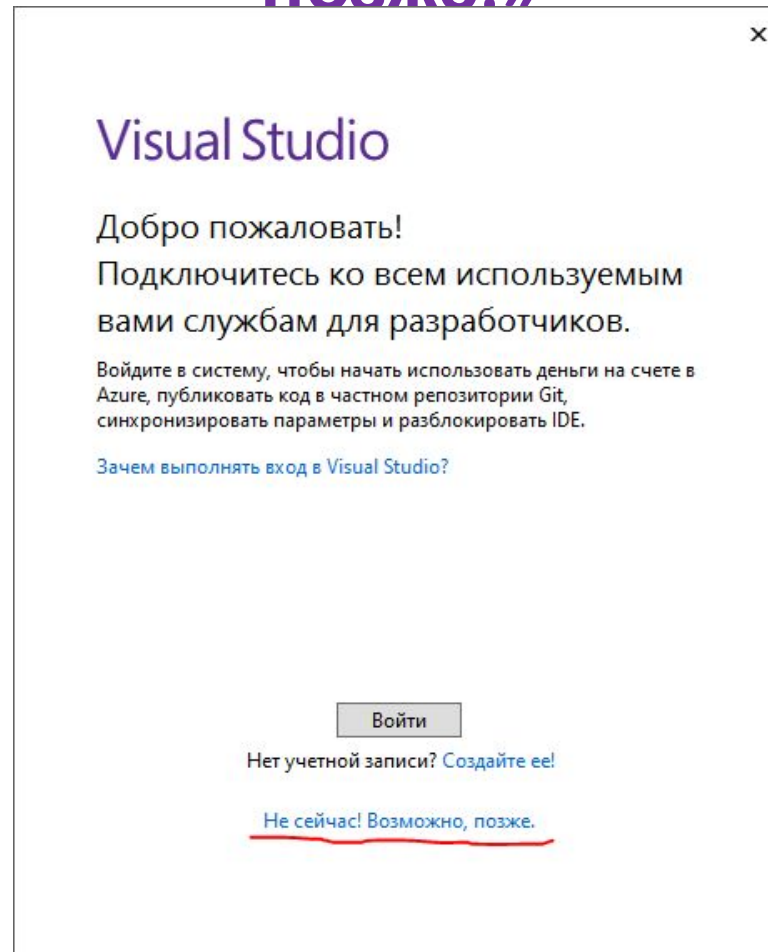 Visual Studio
Добро пожаловать!
Подключитесь ко всем используемым
вами службам для разработчиков.
Войдите в систему, чтобы начать использовать деньги на счете в
Azure, публиковать код в частном репозитории Git,
синхронизировать параметры и разблокировать IDE.
Зачем выполнять вход в Visual Studio?
Войти
Нет учетной записи? Создайте ее!
Не сейчас! Возможно, позже.